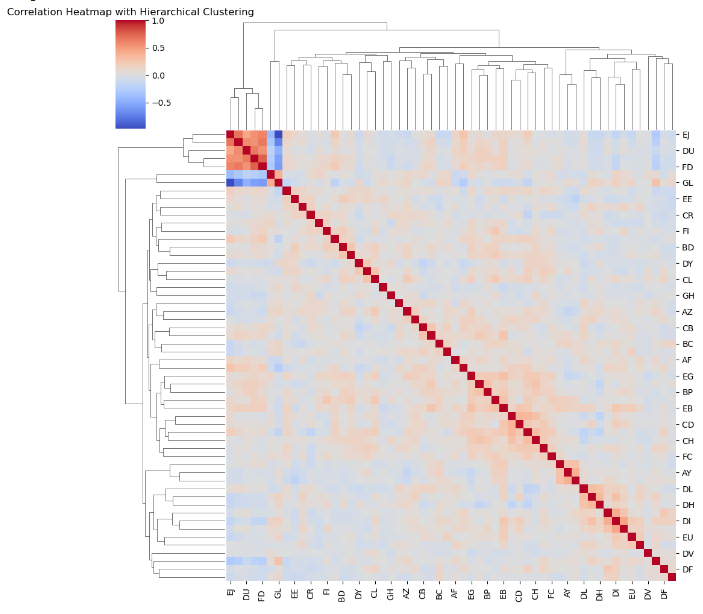 Correlation Heatmap with Hierarchical Clustering
1.0
0.5
0.0
−0.5
EJ
DU
FD
GL
EE
CR
FI
BD
DY
CL
GH
AZ
CB
BC
AF
EG
BP
EB
CD
CH
FC
AY
DL
DH
DI
EU
DV
DF
EJ DU FD GL EE CR FI BD DY CL GH AZ CB BC AF EG BP EB CD CH FC AY DL DH DI EU DV DF